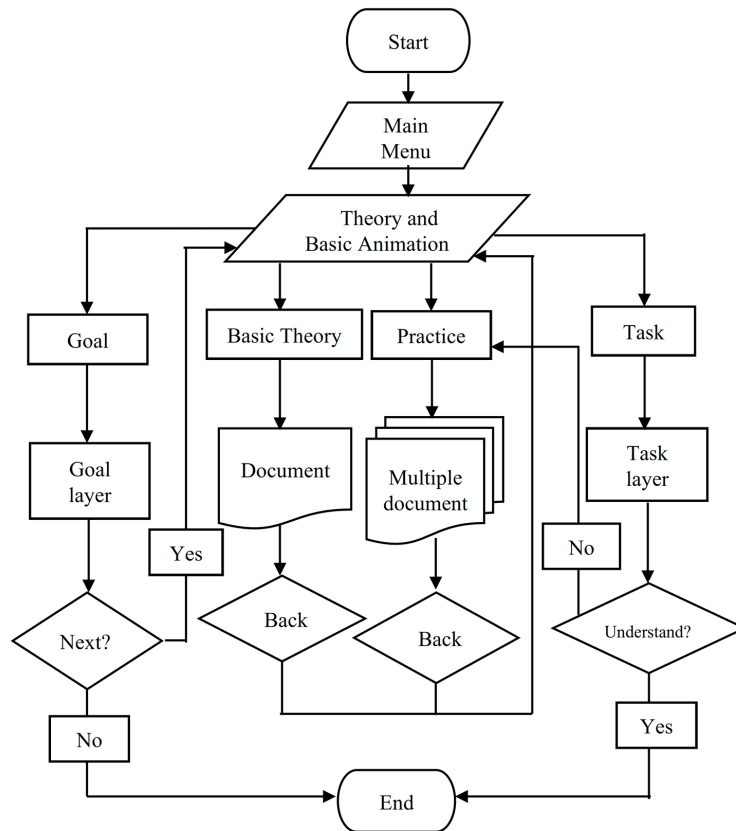 Start
Main
Menu
Theory and
Basic Animation
Goal
Basic Theory
Practice
Task
Goal
layer
Document
Multiple
document
Task
layer
Yes
No
Next?
Back
Back
Understand?
No
Yes
End